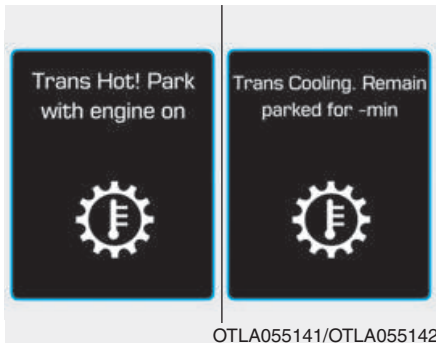 Trans Hot! Park
with engine on
Trans Cooling. Remain
parked for -min
OTLA055141/OTLA055142